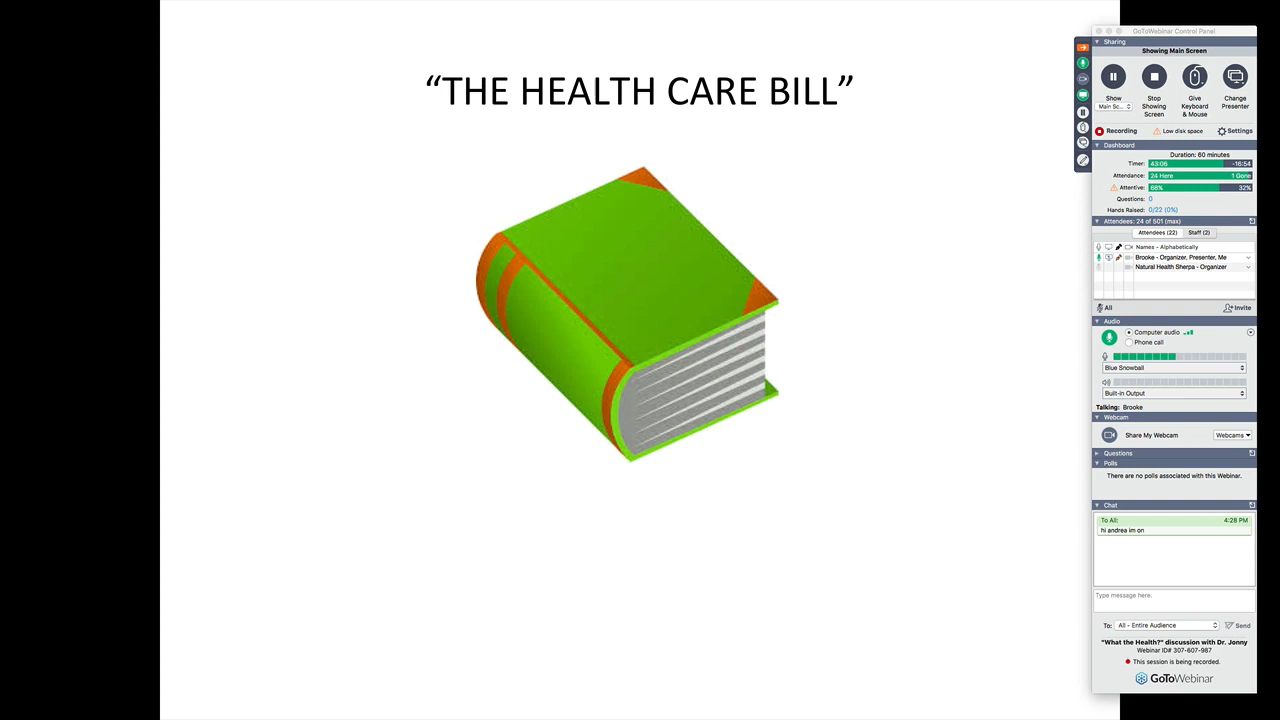 “THE HEALTH CARE BILL”
GoToWebinar Control Panel
Sharing
Showing Main Screen
Show
Main Sc...
Stop
Showing
Screen
Give
Keyboard
& Mouse
Change
Presenter
Recording
Low disk space
Settings
Dashboard
Duration: 60 minutes
Timer: 43:06 -16:54
Attendance: 24 Here 1 Gone
Attentive: 68% 32%
Questions: 0
Hands Raised: 0/22 (0%)
Attendees: 24 of 501 (max)
Attendees (22) Staff (2)
Names - Alphabetically
Brooke - Organizer, Presenter, Me
Natural Health Sherpa - Organizer
All Invite
Audio
Computer audio
Phone call
Blue Snowball
Built-in Output
Talking: Brooke
Webcam
Share My Webcam Webcams
Questions
Polls
There are no polls associated with this Webinar.
Chat
To All: 4:28 PM
hi andrea im on
Type message here.
To: All - Entire Audience Send
"What the Health?" discussion with Dr. Jonny
Webinar ID# 307-607-987
This session is being recorded.
GoToWebinar